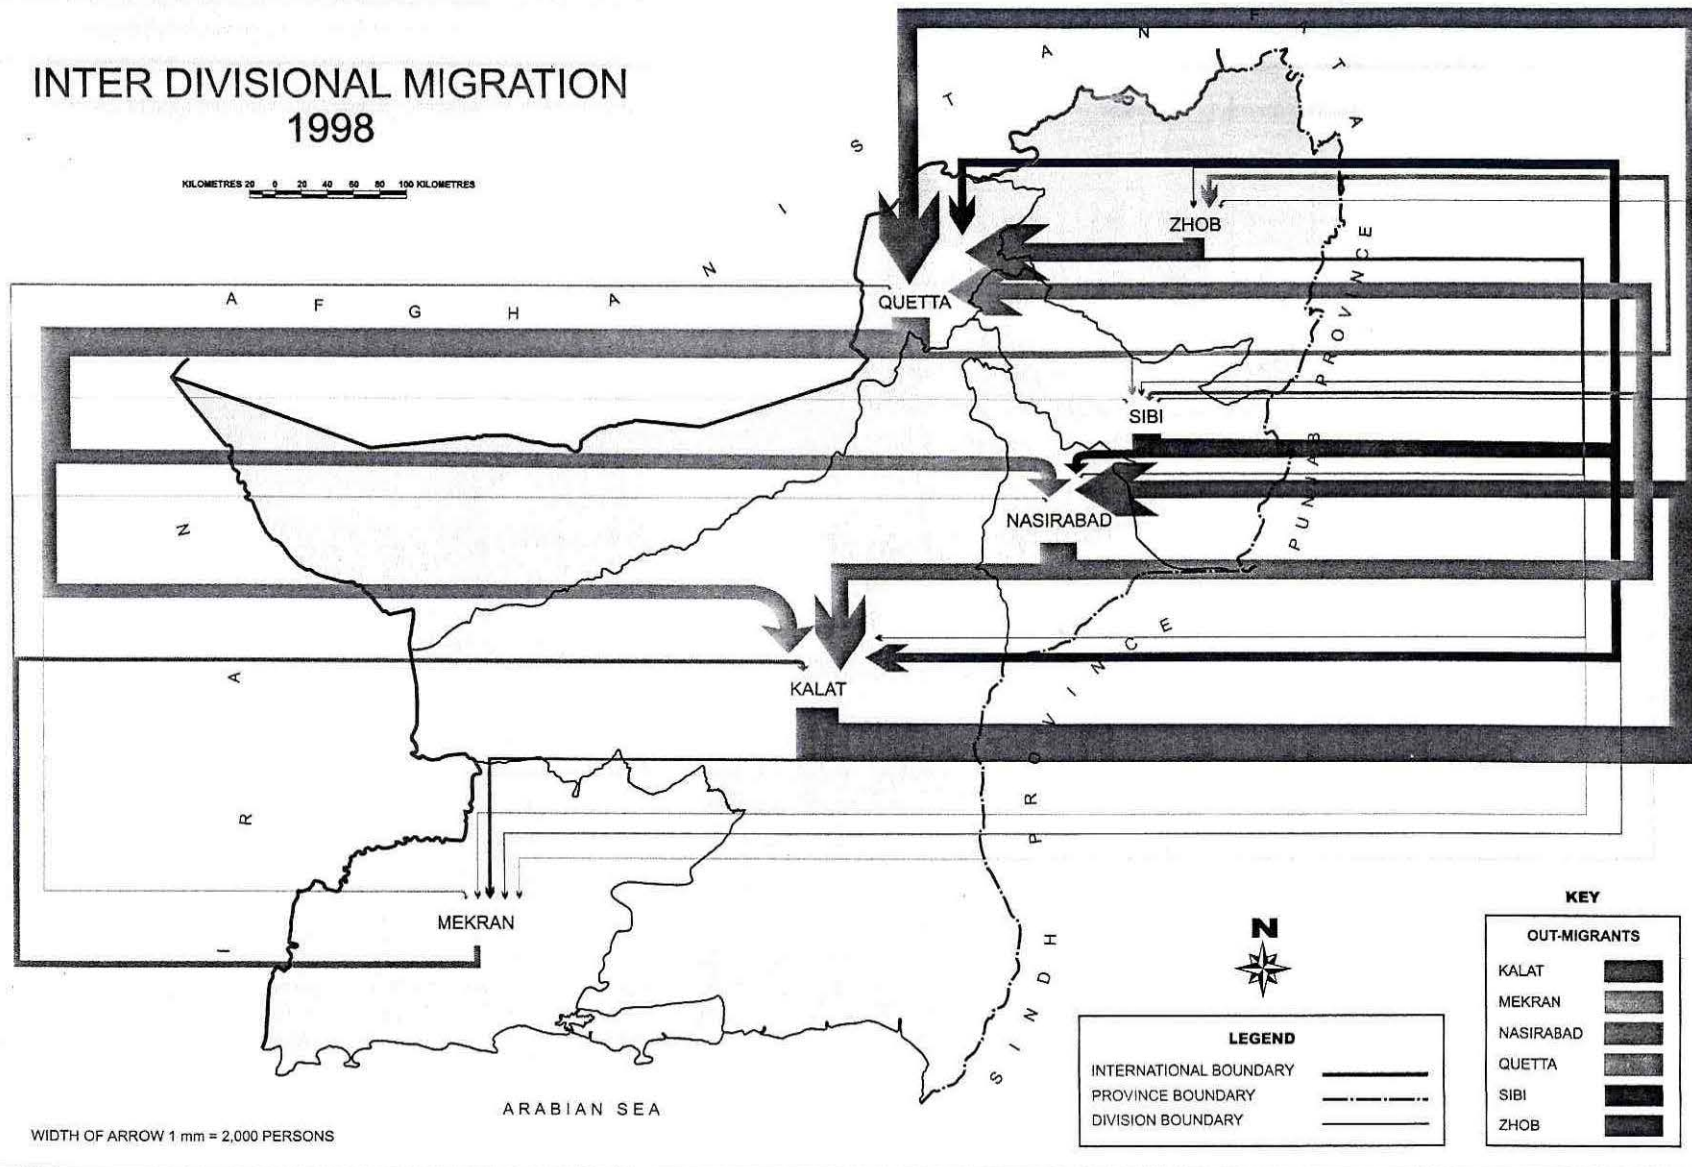 INTER DIVISIONAL MIGRATION
1998
KILOMETRES 20 0 20 40 60 80 100 KILOMETRES
AFGHANISTAN
F A T A
ZHOB
QUETTA
SIBI
NASIRABAD
KALAT
MEKRAN
IRAN
PUNJAB PROVINCE
SINDH PROVINCE
ARABIAN SEA
WIDTH OF ARROW 1 mm = 2,000 PERSONS
N
LEGEND
INTERNATIONAL BOUNDARY
PROVINCE BOUNDARY
DIVISION BOUNDARY
KEY
OUT-MIGRANTS
KALAT
MEKRAN
NASIRABAD
QUETTA
SIBI
ZHOB